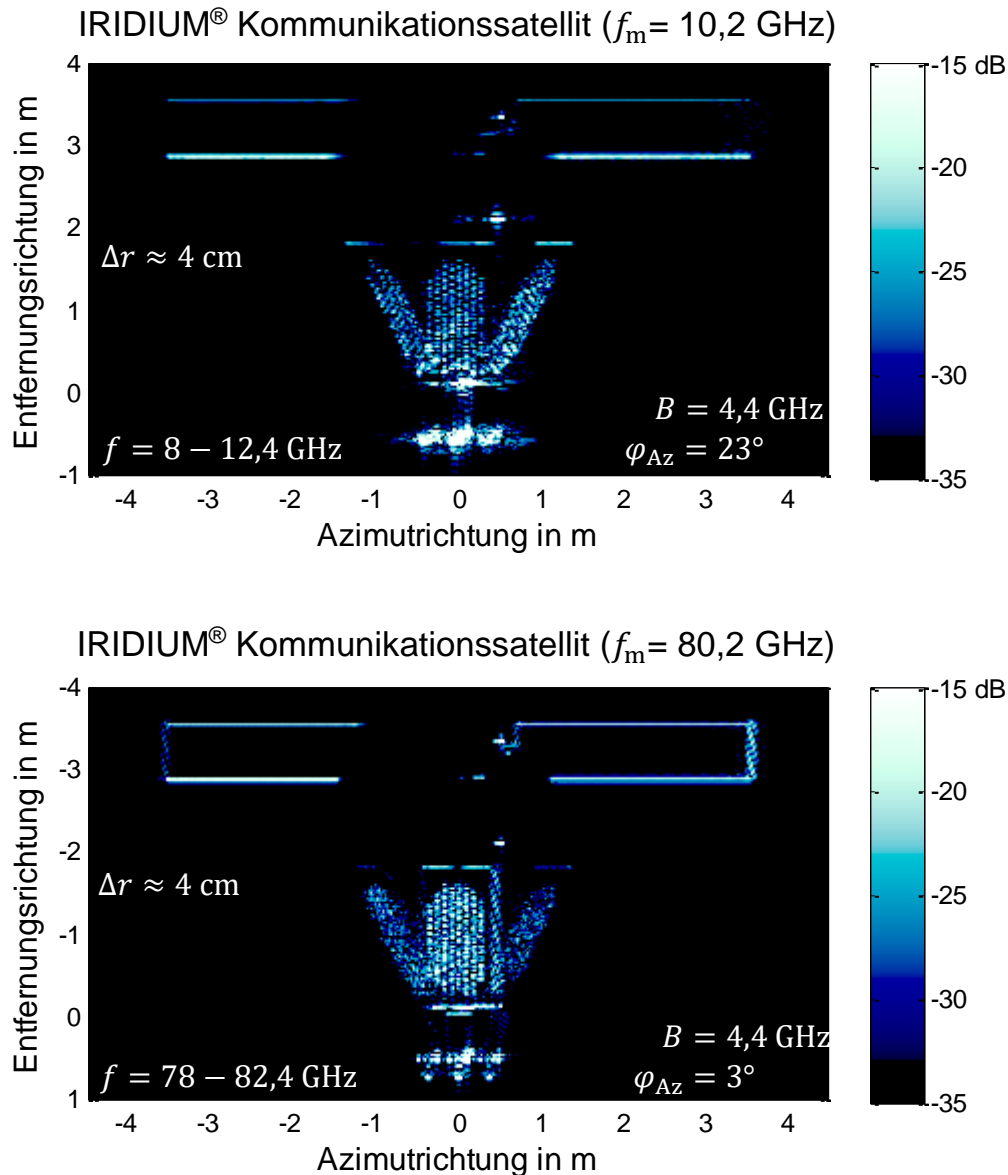 IRIDIUM® Kommunikationssatellit (fm= 10,2 GHz)
Entfernungsrichtung in m
4
3
2
1
0
-1
Δr ≈ 4 cm
B = 4,4 GHz
f = 8 − 12,4 GHz
φAz = 23°
-4 -3 -2 -1 0 1 2 3 4
Azimutrichtung in m
-15 dB
-20
-25
-30
-35
IRIDIUM® Kommunikationssatellit (fm= 80,2 GHz)
Entfernungsrichtung in m
-4
-3
-2
-1
0
1
Δr ≈ 4 cm
B = 4,4 GHz
f = 78 − 82,4 GHz
φAz = 3°
-4 -3 -2 -1 0 1 2 3 4
Azimutrichtung in m
-15 dB
-20
-25
-30
-35